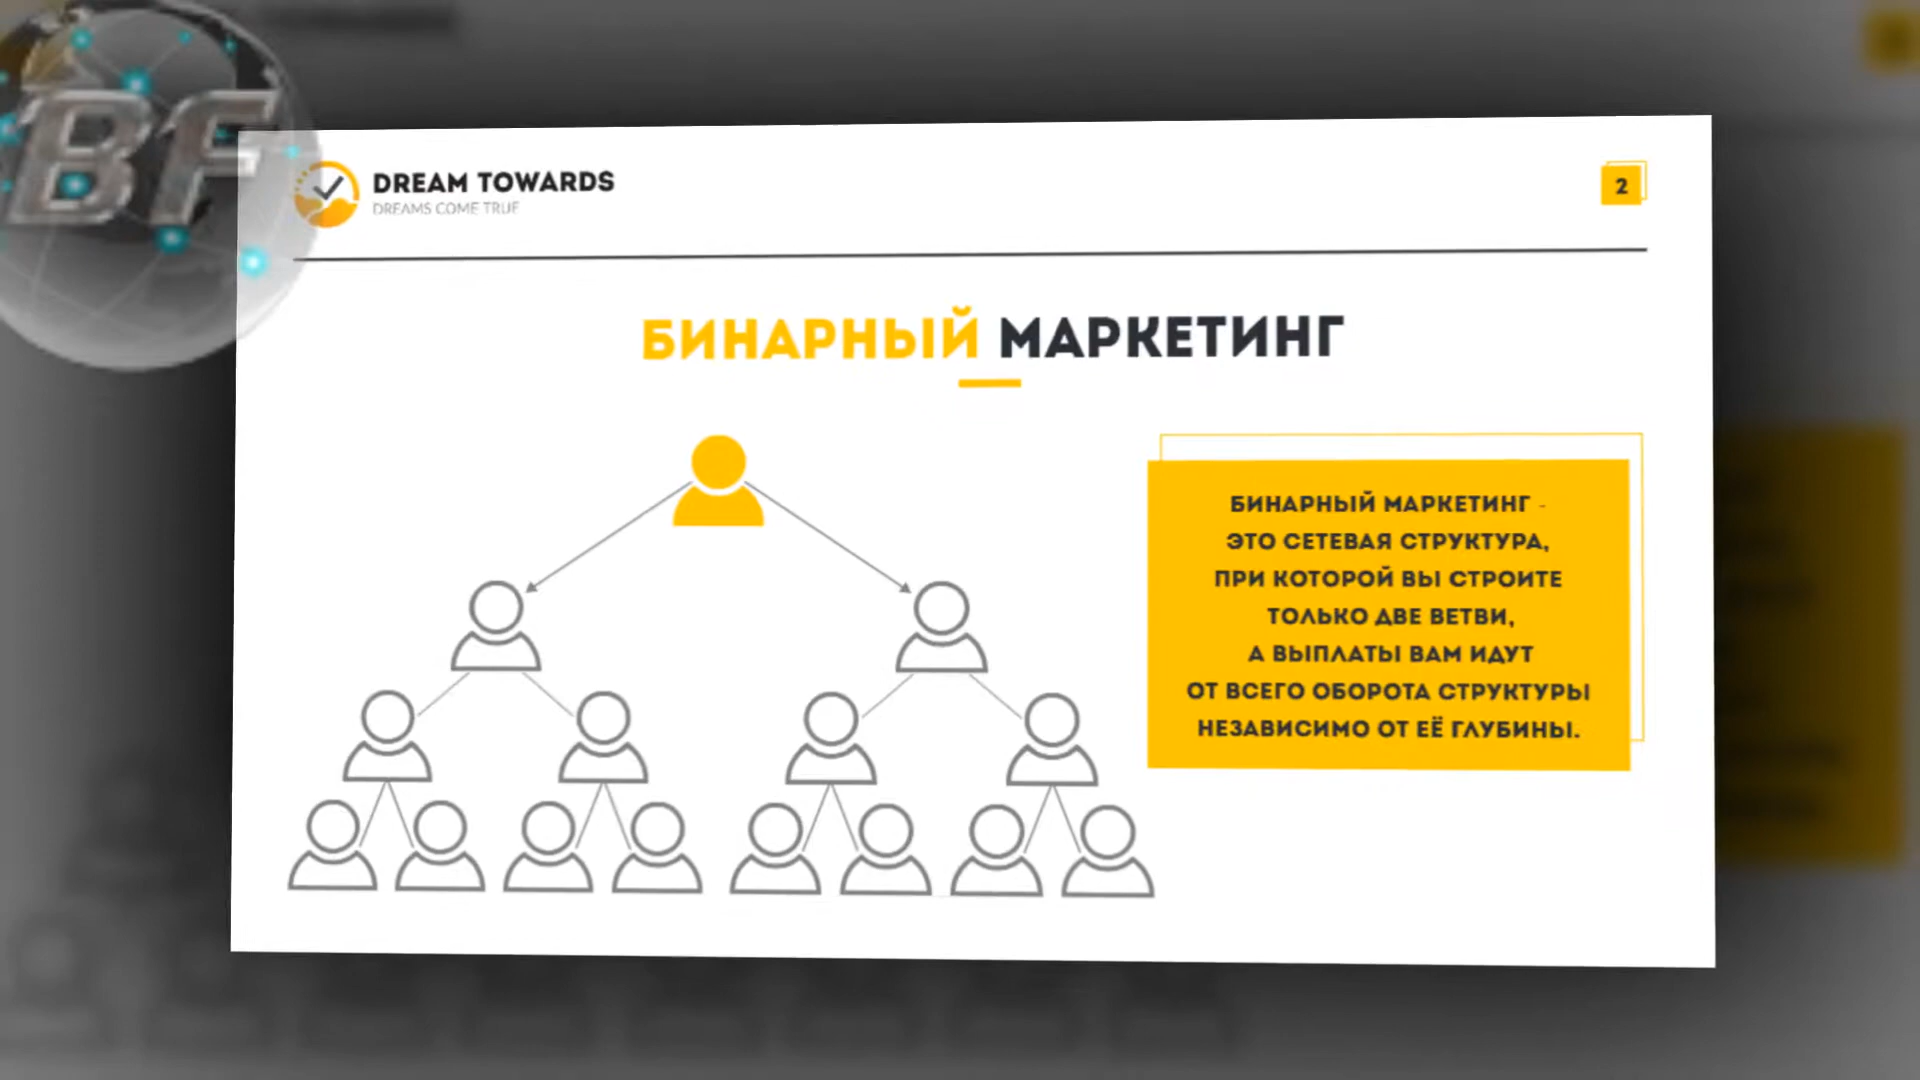 BF
DREAM TOWARDS
DREAMS COME TRUE
2
БИНАРНЫЙ МАРКЕТИНГ
БИНАРНЫЙ МАРКЕТИНГ -
ЭТО СЕТЕВАЯ СТРУКТУРА,
ПРИ КОТОРОЙ ВЫ СТРОИТЕ
ТОЛЬКО ДВЕ ВЕТВИ,
А ВЫПЛАТЫ ВАМ ИДУТ
ОТ ВСЕГО ОБОРОТА СТРУКТУРЫ
НЕЗАВИСИМО ОТ ЕЁ ГЛУБИНЫ.